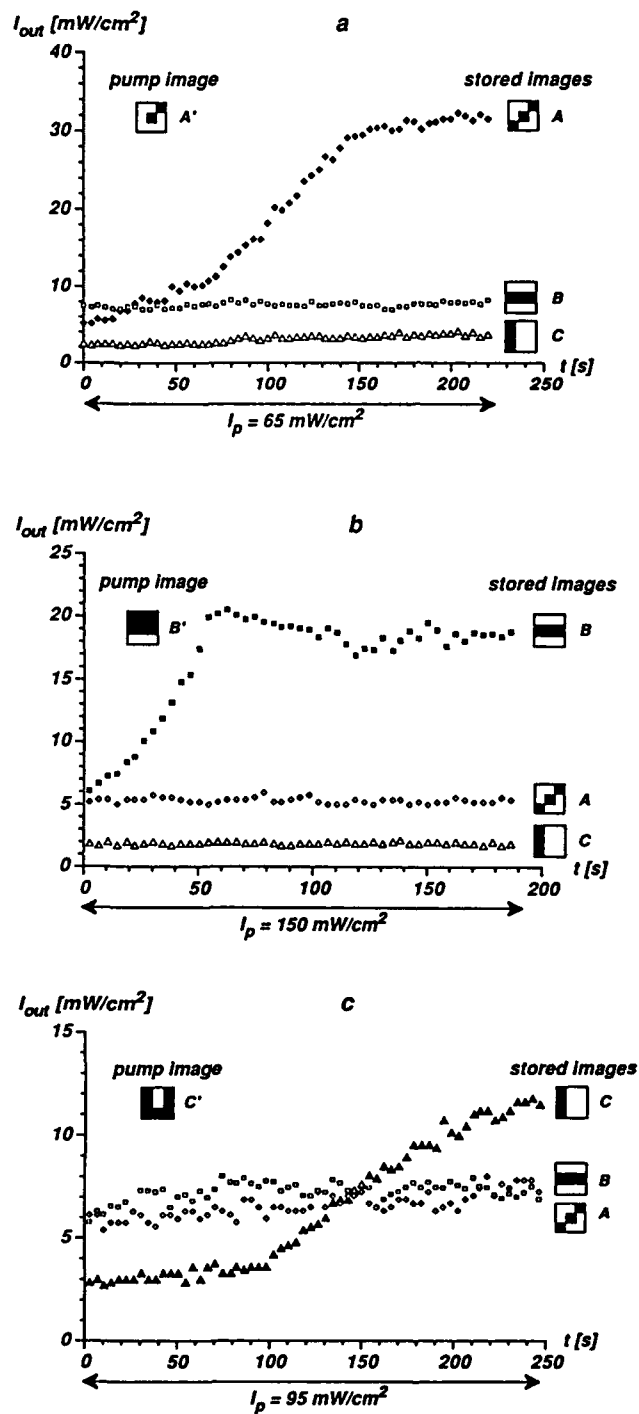 I_out [mW/cm²] a
40
pump image stored images
A' A
30
20
10
B
C
0
t [s]
0 50 100 150 200 250
I_p = 65 mW/cm²
I_out [mW/cm²] b
25
pump image stored images
20
B' B
15
10
5
A
C
0
t [s]
0 50 100 150 200
I_p = 150 mW/cm²
I_out [mW/cm²] c
15
pump image stored images
C' C
10
B
A
5
0
t [s]
0 50 100 150 200 250
I_p = 95 mW/cm²